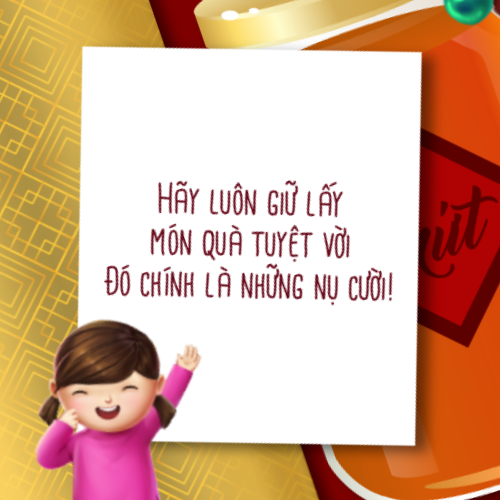 HÃY LUÔN GIỮ LẤY
MÓN QUÀ TUYỆT VỜI
ĐÓ CHÍNH LÀ NHỮNG NỤ CƯỜI!